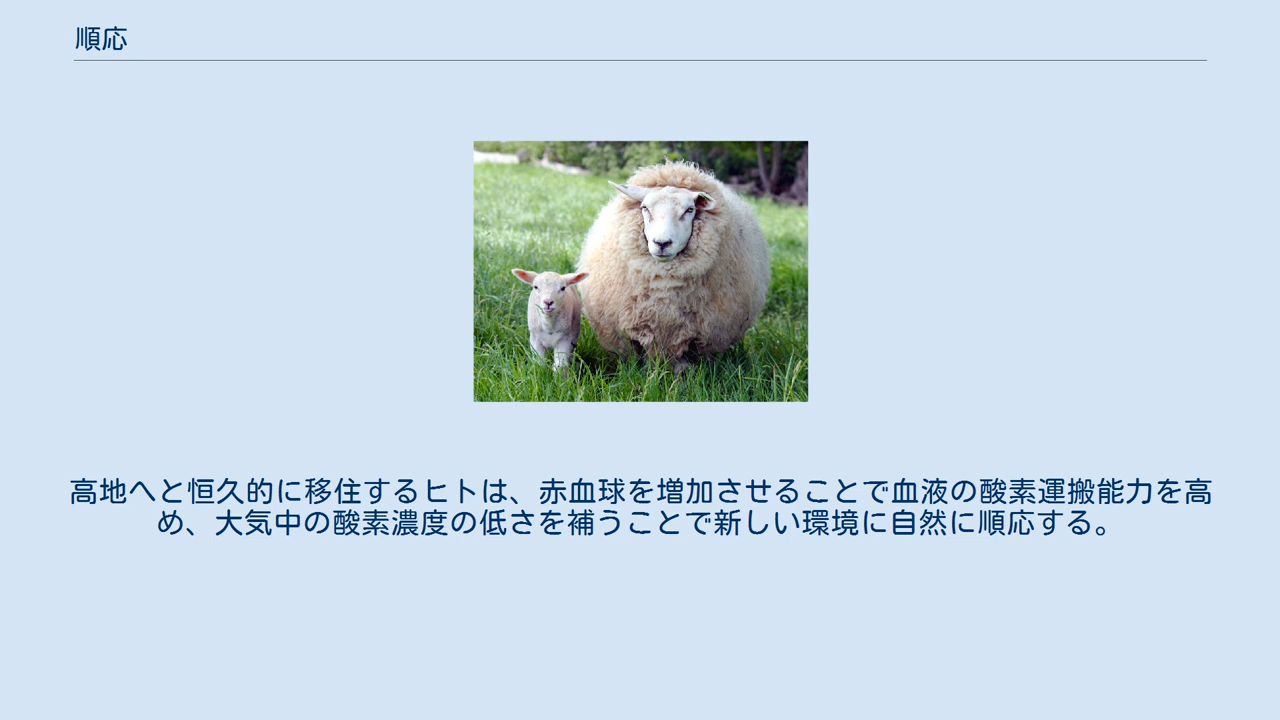 順応
高地へと恒久的に移住するヒトは、赤血球を増加させることで血液の酸素運搬能力を高
め、大気中の酸素濃度の低さを補うことで新しい環境に自然に順応する。